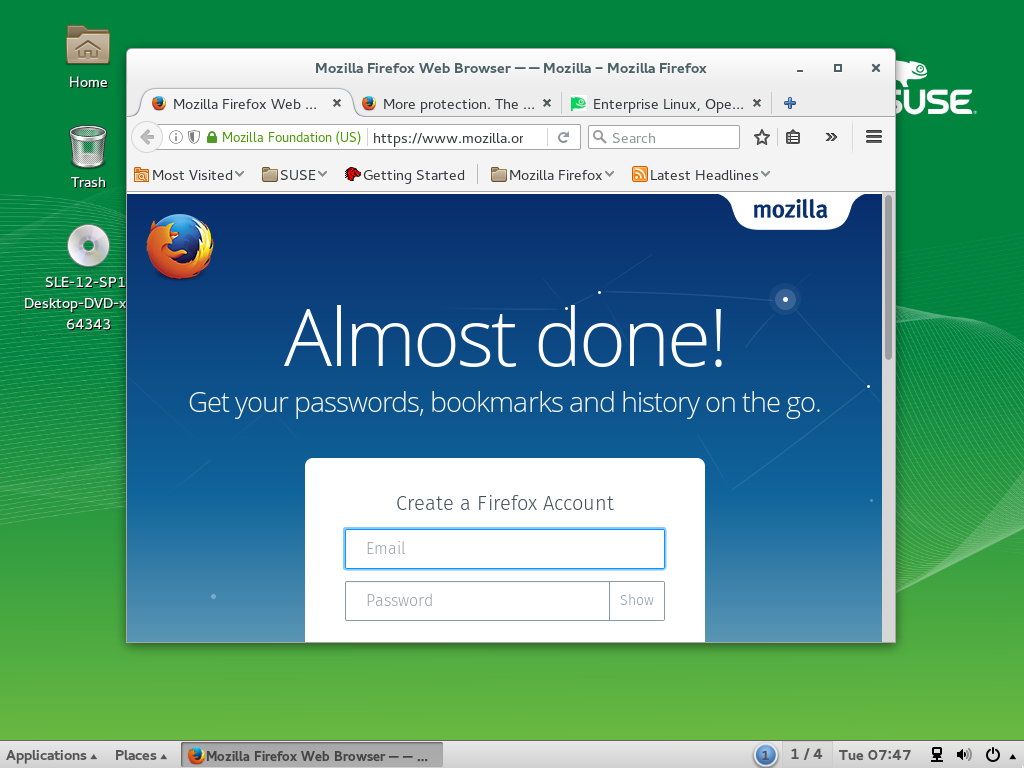 Home
Trash
SLE-12-SP1
Desktop-DVD-x
64343
SUSE
Mozilla Firefox Web Browser — — Mozilla – Mozilla Firefox
Mozilla Firefox Web ...
More protection. The ...
Enterprise Linux, Ope...
Mozilla Foundation (US)
https://www.mozilla.or
Search
Most Visited
SUSE
Getting Started
Mozilla Firefox
Latest Headlines
mozilla
Almost done!
Get your passwords, bookmarks and history on the go.
Create a Firefox Account
Email
Password
Show
Applications
Places
Mozilla Firefox Web Browser — — ...
1
1 / 4
Tue 07:47